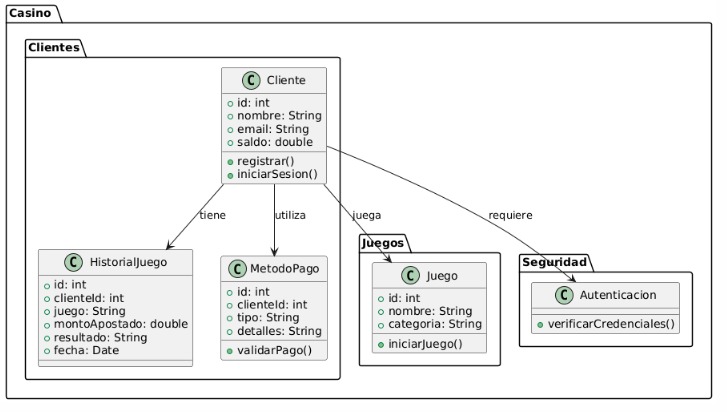 Casino
Clientes
C Cliente
id: int
nombre: String
email: String
saldo: double
registrar()
iniciarSesion()
tiene
utiliza
juega
requiere
C HistorialJuego
id: int
clienteId: int
juego: String
montoApostado: double
resultado: String
fecha: Date
C MetodoPago
id: int
clienteId: int
tipo: String
detalles: String
validarPago()
Juegos
C Juego
id: int
nombre: String
categoria: String
iniciarJuego()
Seguridad
C Autenticacion
verificarCredenciales()